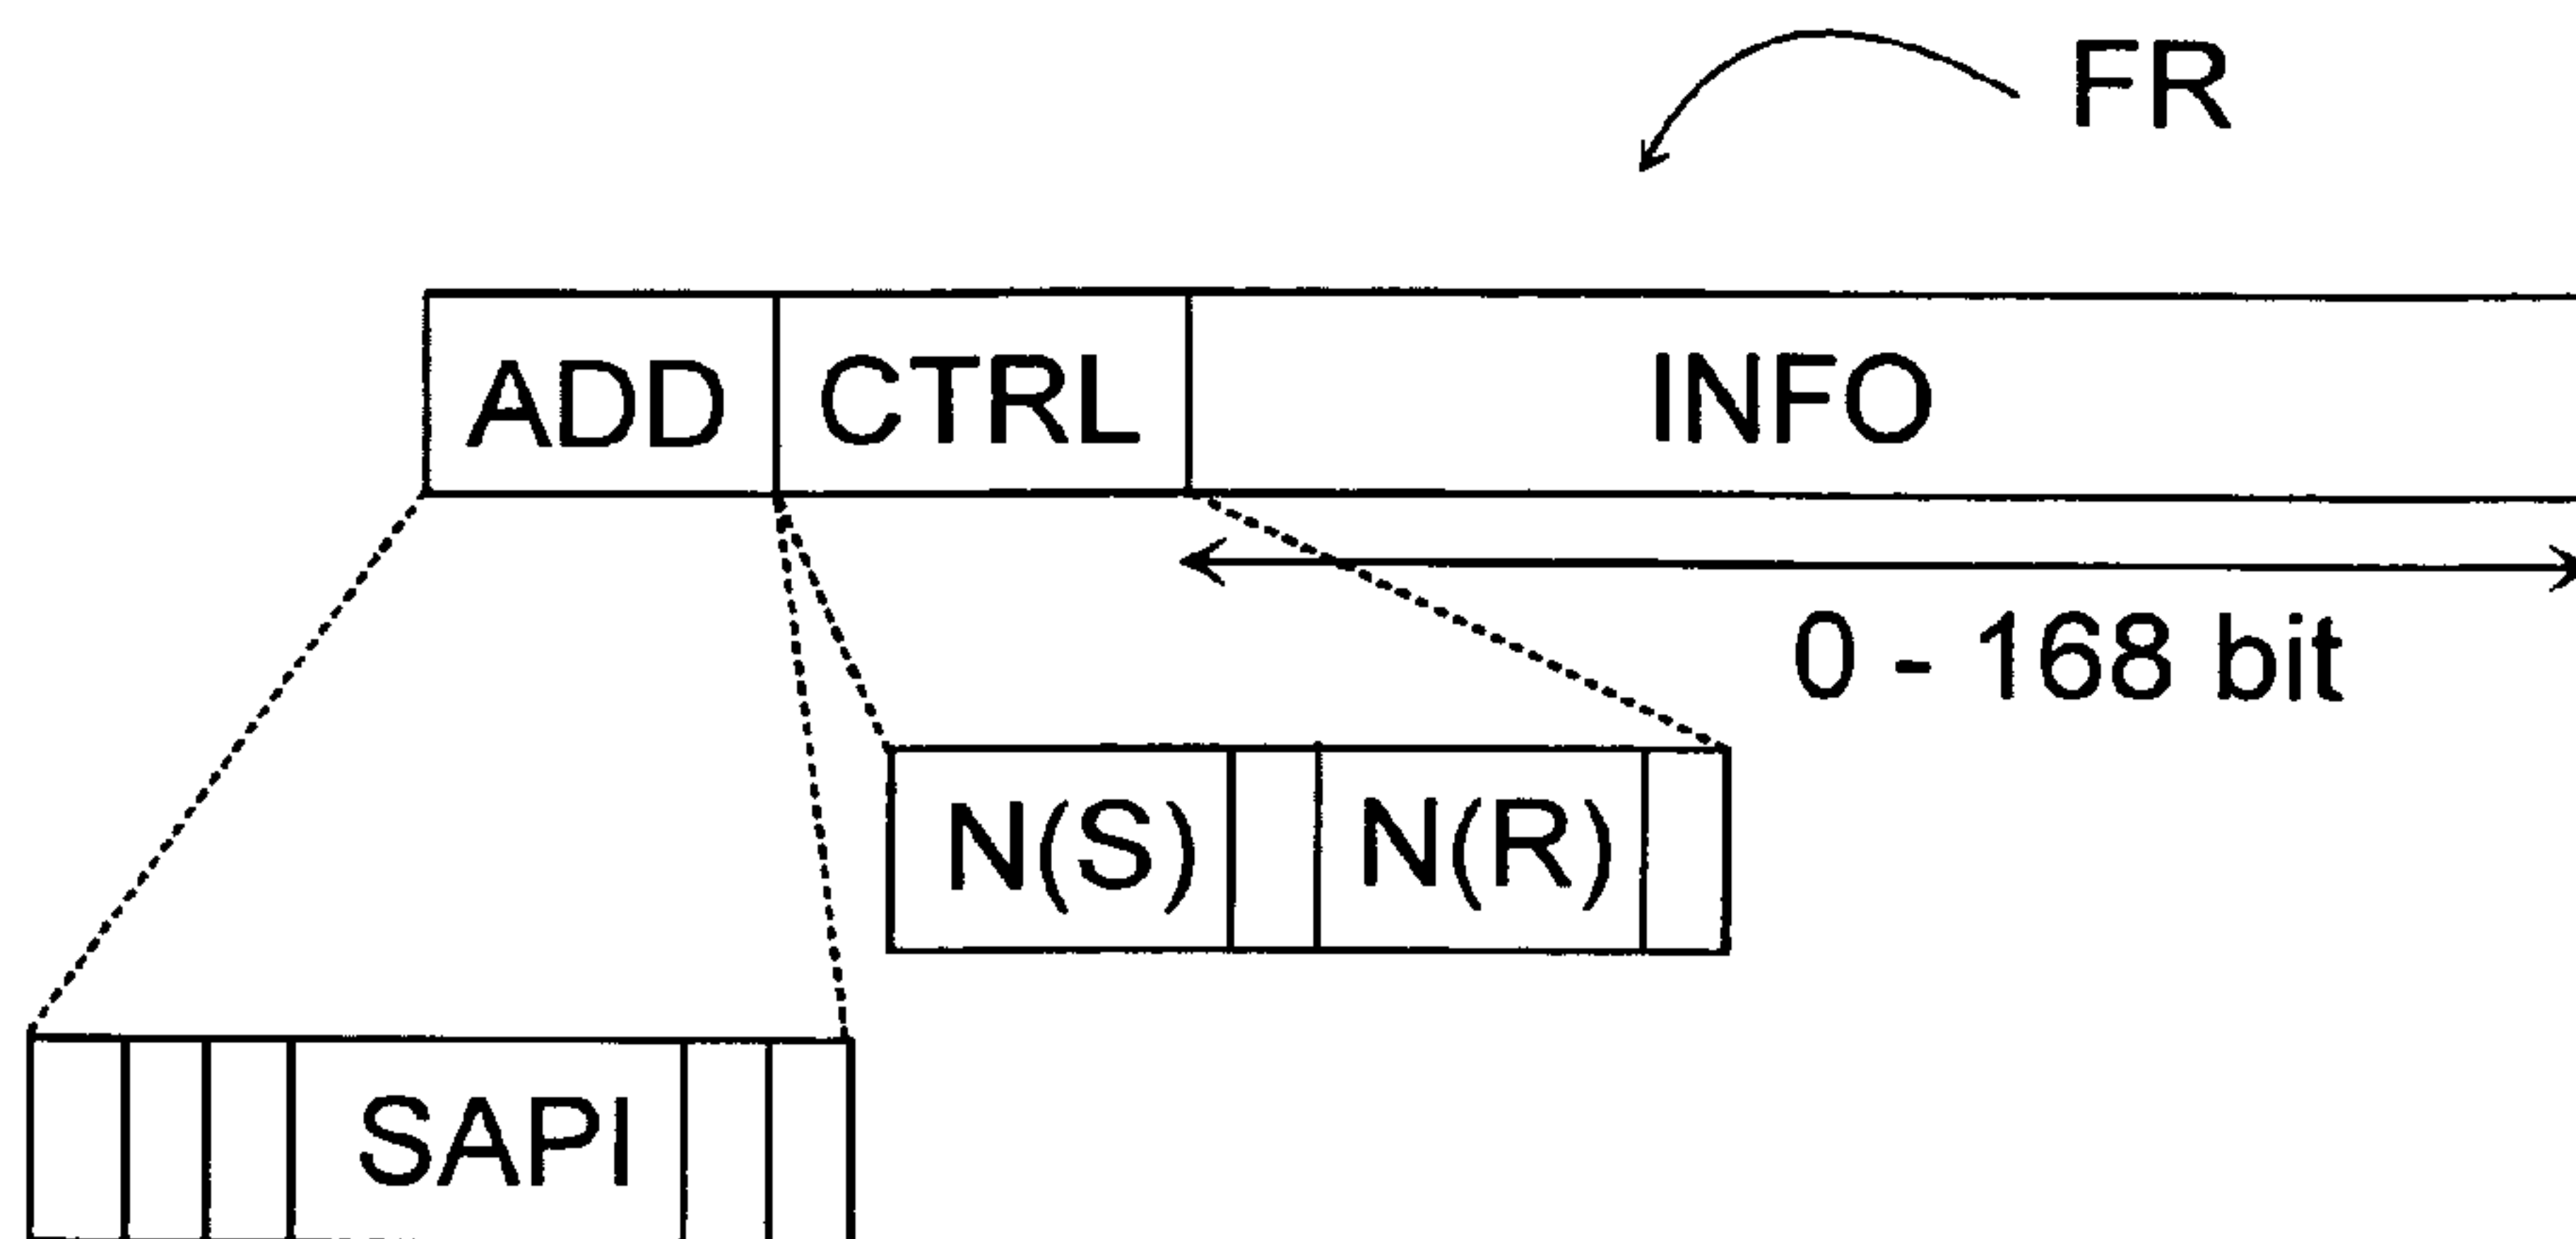 FR
ADD CTRL INFO
0 - 168 bit
N(S) N(R)
SAPI